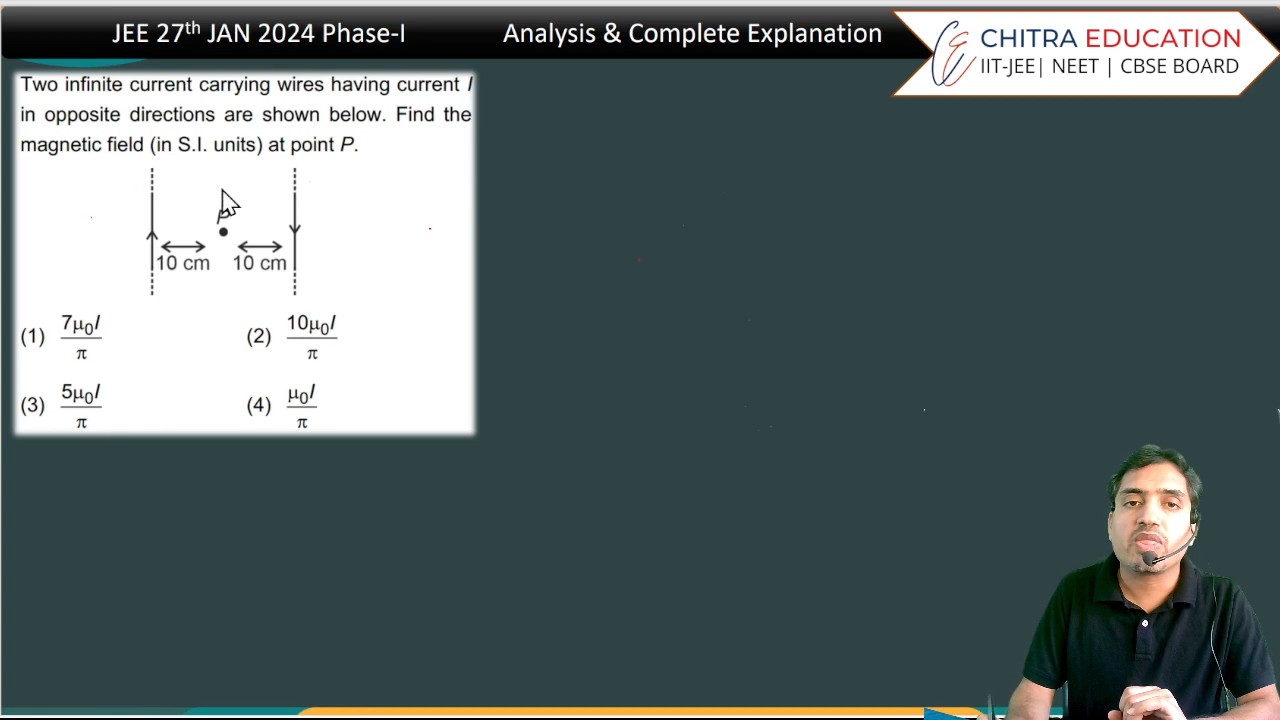 JEE 27th JAN 2024 Phase-I
Analysis & Complete Explanation
CHITRA EDUCATION
IIT-JEE| NEET | CBSE BOARD
Two infinite current carrying wires having current I
in opposite directions are shown below. Find the
magnetic field (in S.I. units) at point P.
P
10 cm 10 cm
(1) 7μ₀I/π (2) 10μ₀I/π
(3) 5μ₀I/π (4) μ₀I/π